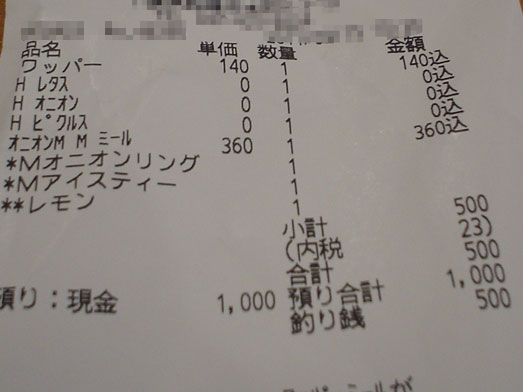 品名 単価 数量 金額
ワッパー 140 1 140込
H レタス 0 1 0込
H オニオン 0 1 0込
H ピクルス 0 1 0込
オニオンM M ミール 360 1 360込
*Mオニオンリング 1
*Mアイスティー 1
**レモン 1
小計 500
(内税 23)
合計 500
預り:現金 1,000 預り合計 1,000
釣り銭 500